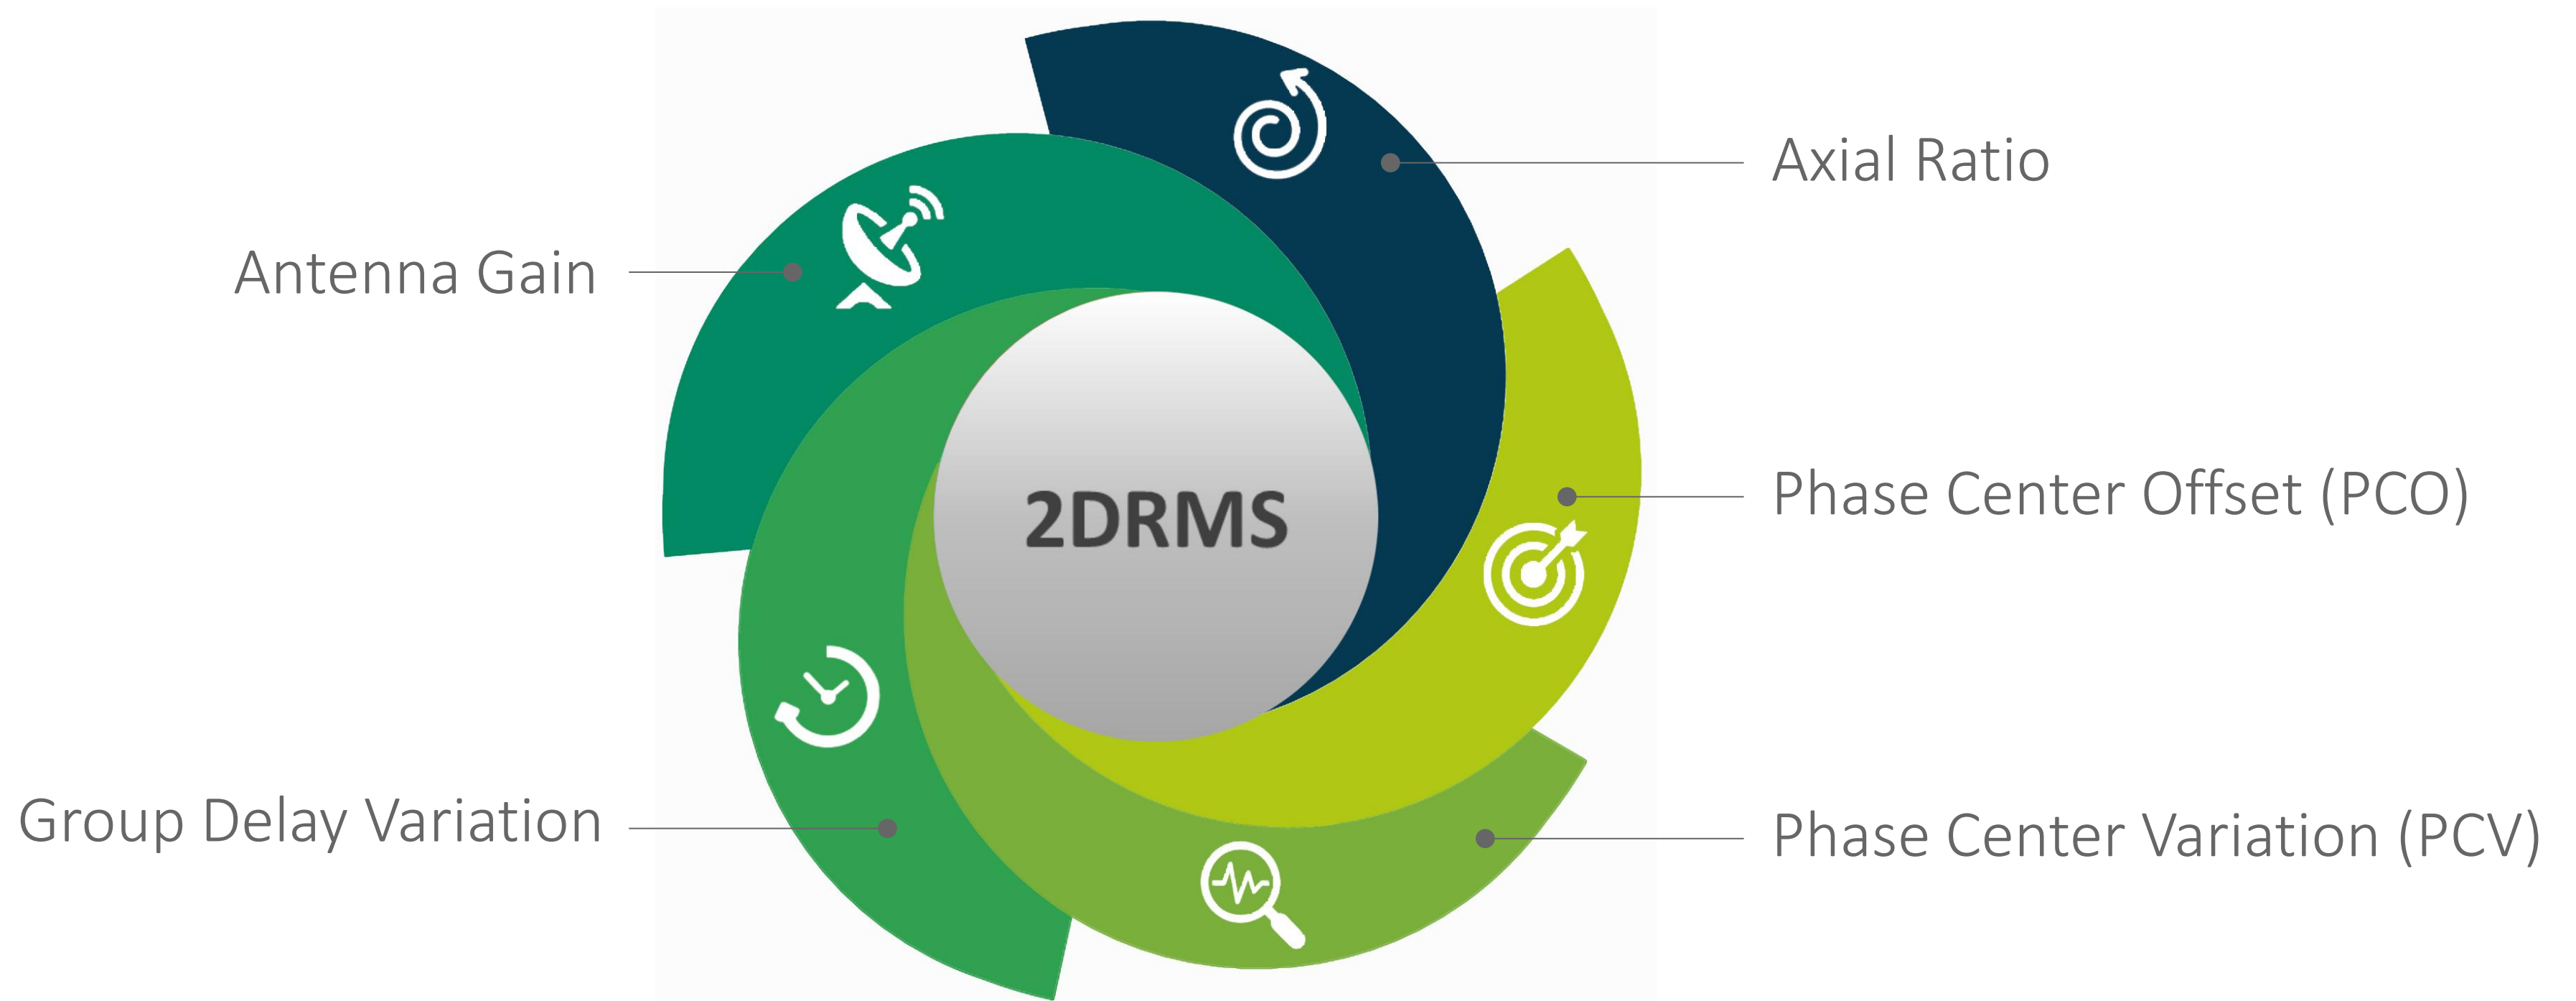 Axial Ratio
Antenna Gain
2DRMS
Phase Center Offset (PCO)
Group Delay Variation
Phase Center Variation (PCV)